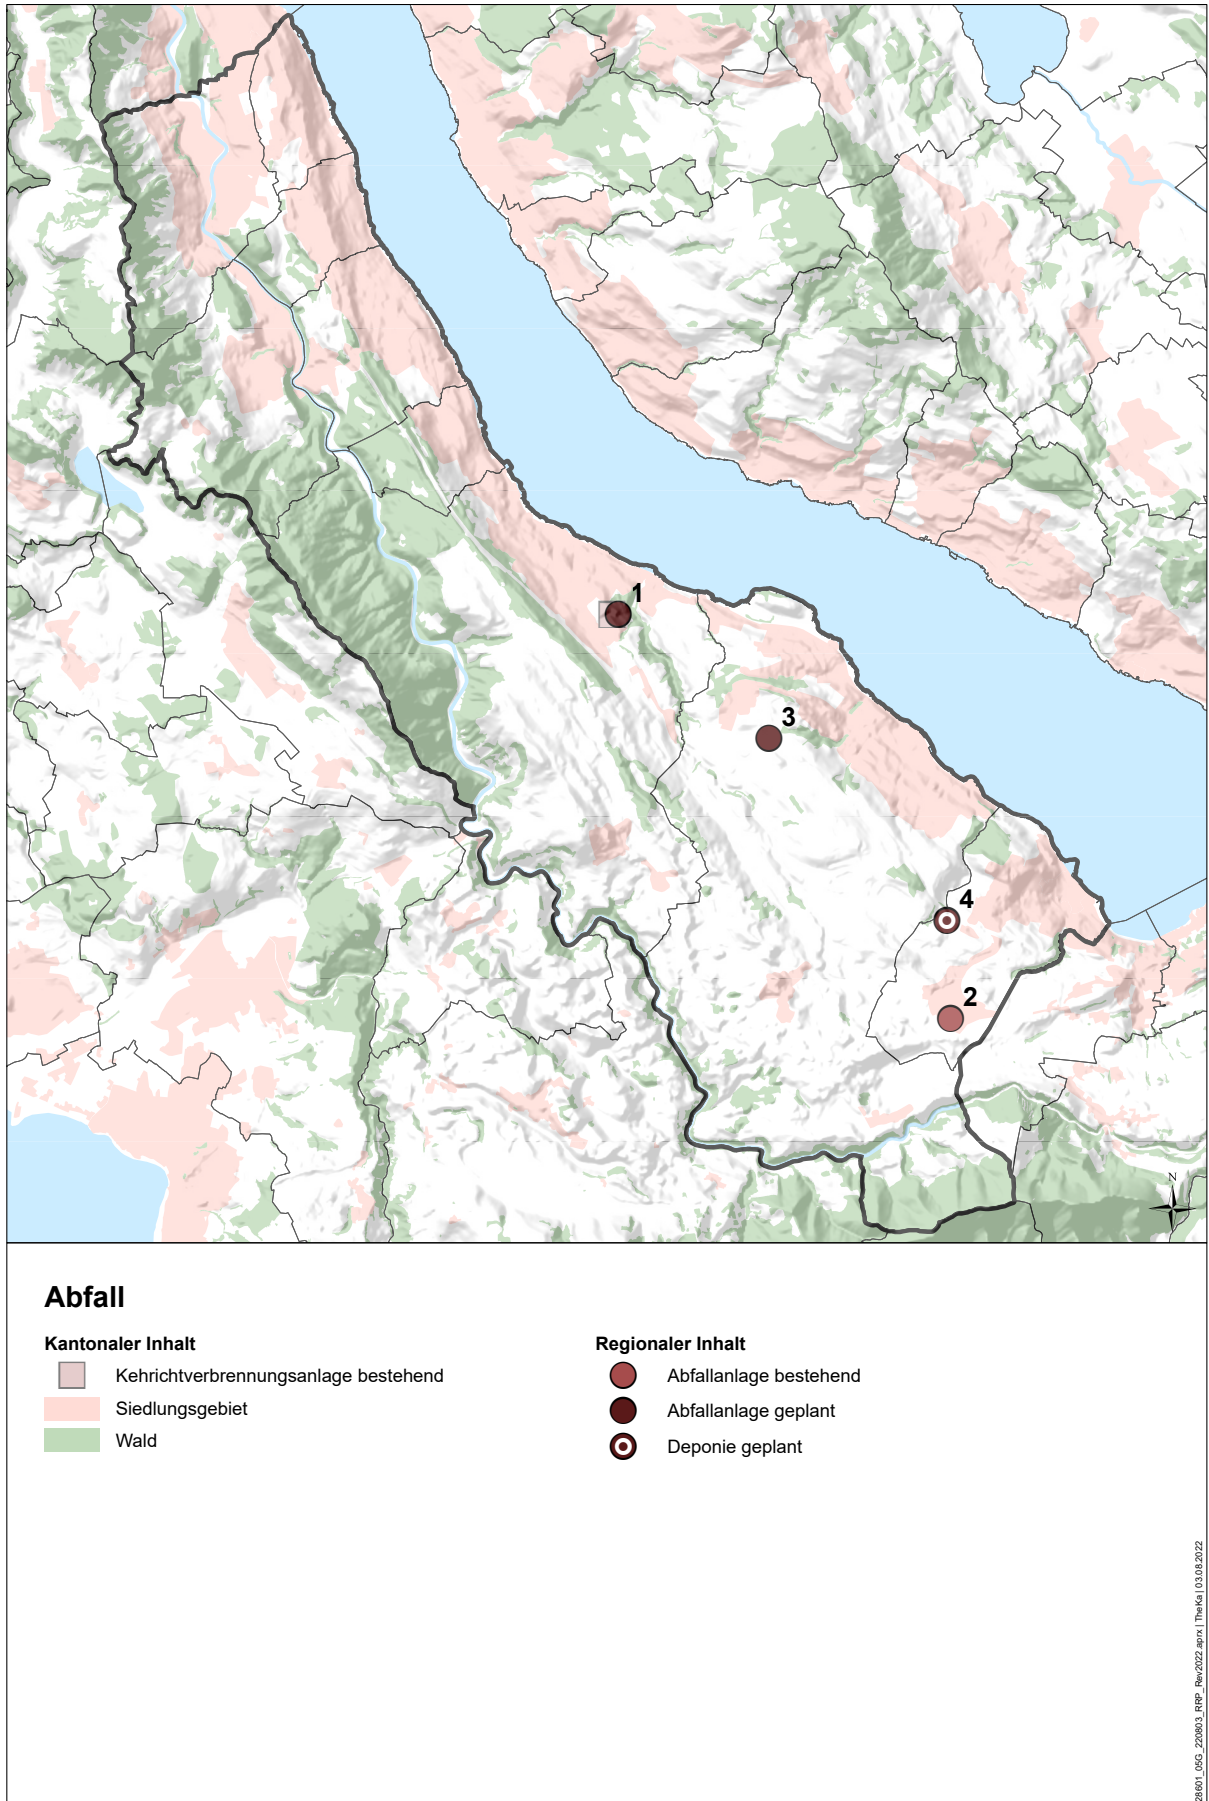 1
3
4
2
N
Abfall
Kantonaler Inhalt
Kehrichtverbrennungsanlage bestehend
Siedlungsgebiet
Wald
Regionaler Inhalt
Abfallanlage bestehend
Abfallanlage geplant
Deponie geplant
28601_05G_220803_RRP_Rev2022.aprx | TheKa | 03.08.2022